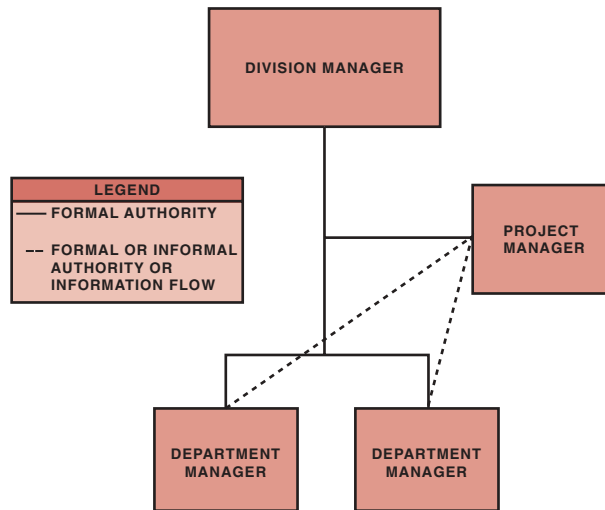 DIVISION MANAGER
LEGEND
FORMAL AUTHORITY
FORMAL OR INFORMAL
AUTHORITY OR
INFORMATION FLOW
PROJECT
MANAGER
DEPARTMENT
MANAGER
DEPARTMENT
MANAGER